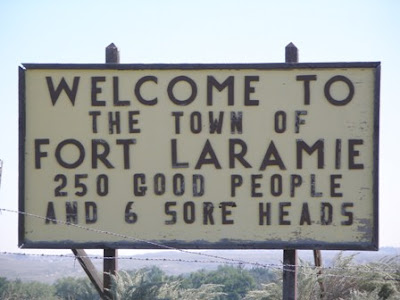 WELCOME TO
THE TOWN OF
FORT LARAMIE
250 GOOD PEOPLE
AND 6 SORE HEADS